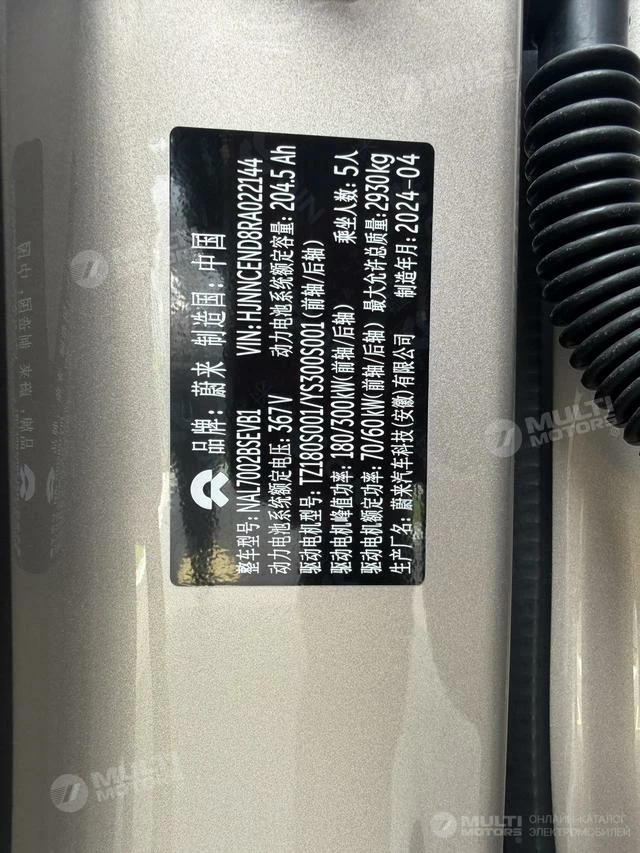 品牌: 蔚来 制造国: 中国
整车型号: NAL7002BSEVB1 VIN: HJNNCEND8RA022144
动力电池系统额定电压: 367V 动力电池系统额定容量: 204.5 Ah
驱动电机型号: TZ180S001/YS300S001 (前轴/后轴)
驱动电机峰值功率: 180/300kW(前轴/后轴) 乘坐人数: 5人
驱动电机额定功率: 70/60kW(前轴/后轴) 最大允许总质量: 2930kg
生产厂名: 蔚来汽车科技(安徽)有限公司 制造年月: 2024-04
MULTI MOTORS
MULTI MOTORS
MULTI MOTORS
MULTI MOTORS
MULTI MOTORS
ОНЛАЙН-КАТАЛОГ
ЭЛЕКТРОМОБИЛЕЙ